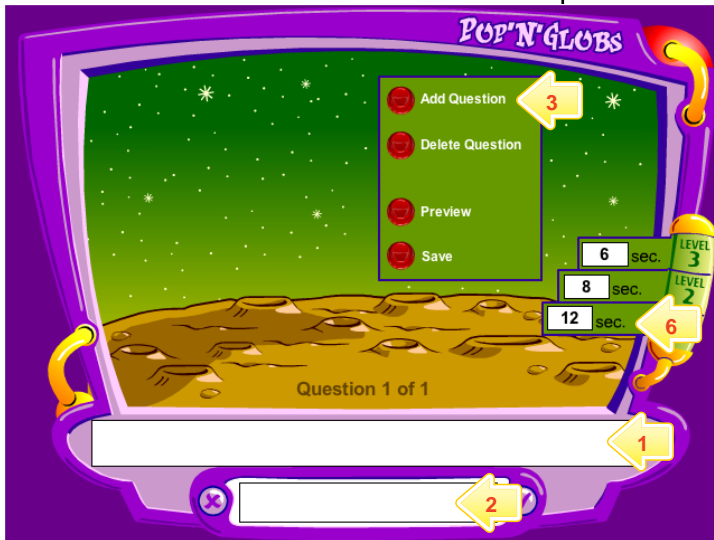 POP'N'GLOBS
Add Question
3
Delete Question
Preview
Save
6 sec.
LEVEL
3
8 sec.
LEVEL
2
12 sec.
6
Question 1 of 1
1
2